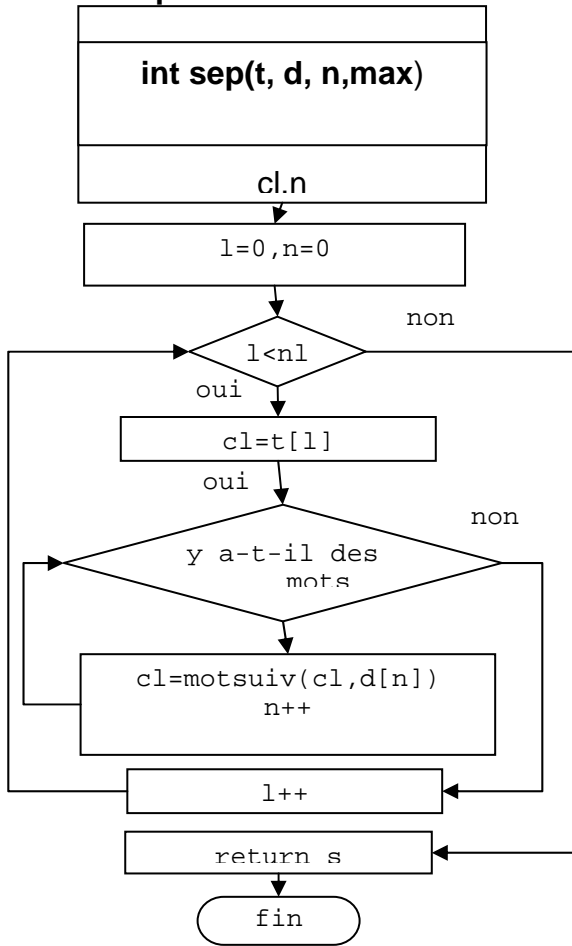 int sep(t, d, n,max)
cl.n
l=0,n=0
non
l<nl
oui
cl=t[l]
oui
non
y a-t-il des
mots
cl=motsuiv(cl,d[n])
n++
l++
return s
fin